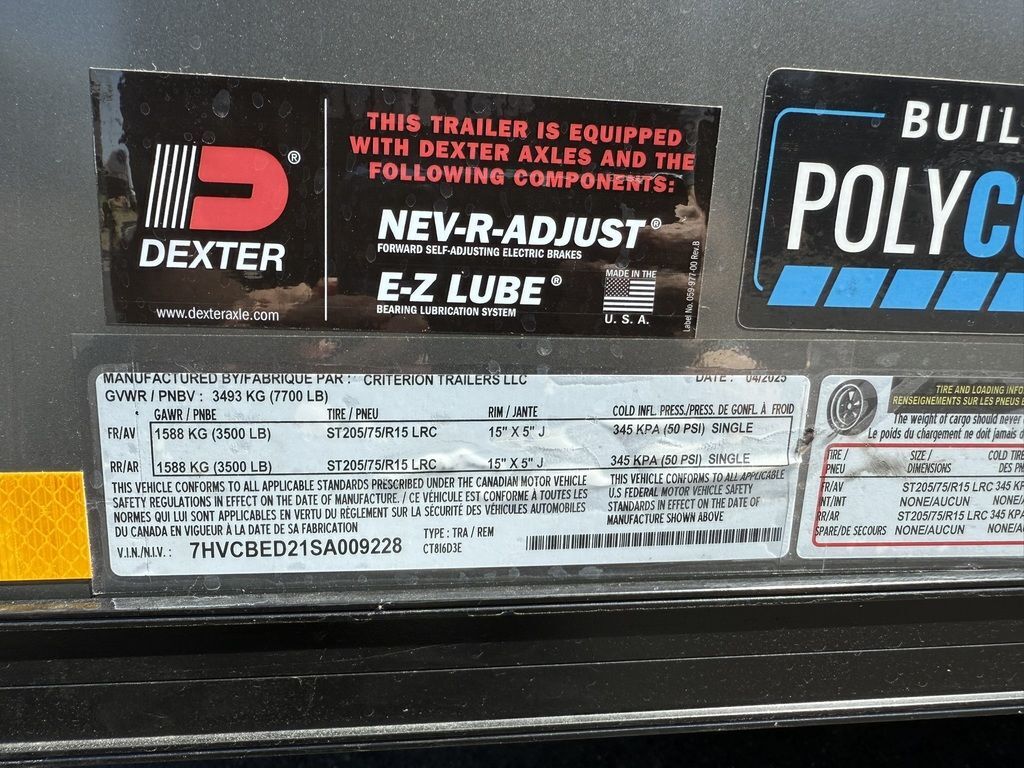 THIS TRAILER IS EQUIPPED
WITH DEXTER AXLES AND THE
FOLLOWING COMPONENTS:
DEXTER®
www.dexteraxle.com
NEV-R-ADJUST®
FORWARD SELF-ADJUSTING ELECTRIC BRAKES
E-Z LUBE®
BEARING LUBRICATION SYSTEM
MADE IN THE
U. S. A.
Label No. 059-977-00 Rev.B
BUIL
POLYC
MANUFACTURED BY/FABRIQUE PAR : CRITERION TRAILERS LLC DATE : 04/2025
GVWR / PNBV : 3493 KG (7700 LB)
GAWR / PNBE TIRE / PNEU RIM / JANTE COLD INFL. PRESS./PRESS. DE GONFL. À FROID
FR/AV 1588 KG (3500 LB) ST205/75/R15 LRC 15" X 5" J 345 KPA (50 PSI) SINGLE
RR/AR 1588 KG (3500 LB) ST205/75/R15 LRC 15" X 5" J 345 KPA (50 PSI) SINGLE
THIS VEHICLE CONFORMS TO ALL APPLICABLE STANDARDS PRESCRIBED UNDER THE CANADIAN MOTOR VEHICLE
SAFETY REGULATIONS IN EFFECT ON THE DATE OF MANUFACTURE. / CE VÉHICULE EST CONFORME À TOUTES LES
NORMES QUI LUI SONT APPLICABLES EN VERTU DU RÈGLEMENT SUR LA SÉCURITÉ DES VÉHICULES AUTOMOBILES
DU CANADA EN VIGUEUR À LA DATE DE SA FABRICATION
THIS VEHICLE CONFORMS TO ALL APPLICABLE
U.S FEDERAL MOTOR VEHICLE SAFETY
STANDARDS IN EFFECT ON THE DATE OF
MANUFACTURE SHOWN ABOVE
TYPE : TRA / REM
V.I.N./N.I.V. : 7HVCBED21SA009228 CT816D3E
TIRE AND LOADING INFO
RENSEIGNEMENTS SUR LES PNEUS E
The weight of cargo should never
Le poids du chargement ne doit jamais d
TIRE / SIZE / COLD TIRE
PNEU DIMENSIONS DES PN
FR/AV ST205/75/R15 LRC 345 KP
INT/INT NONE/AUCUN NONE/A
RR/AR ST205/75/R15 LRC 345 KPA
SPARE/DE SECOURS NONE/AUCUN NONE/A